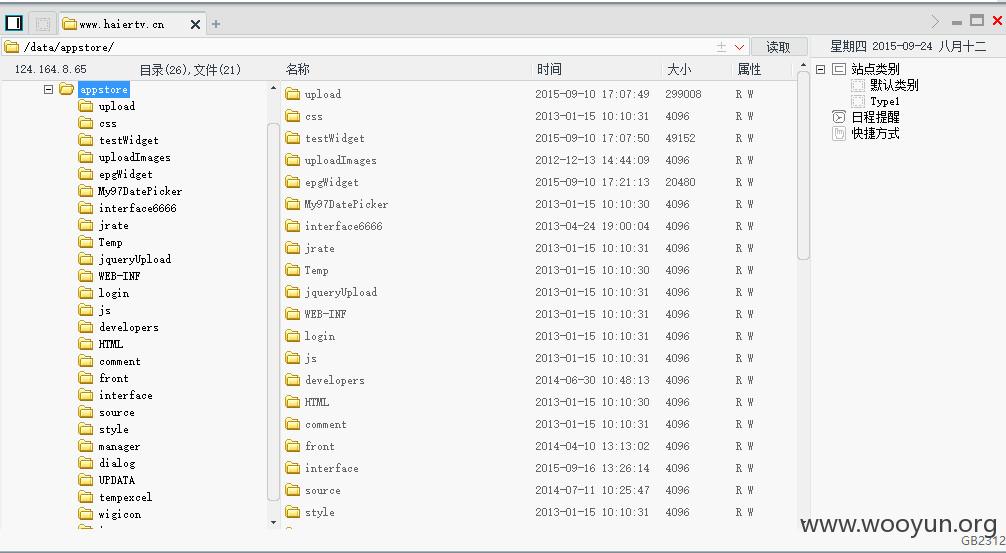 www.haiertv.cn
/data/appstore/ 读取 星期四 2015-09-24 八月十二
124.164.8.65 目录(26),文件(21) 名称 时间 大小 属性
appstore
upload
css
testWidget
uploadImages
epgWidget
My97DatePicker
interface6666
jrate
Temp
jqueryUpload
WEB-INF
login
js
developers
HTML
comment
front
interface
source
style
manager
dialog
UPDATA
tempexcel
wigicon
upload 2015-09-10 17:07:49 299008 R W
css 2013-01-15 10:10:31 4096 R W
testWidget 2015-09-10 17:07:50 49152 R W
uploadImages 2012-12-13 14:44:09 4096 R W
epgWidget 2015-09-10 17:21:13 20480 R W
My97DatePicker 2013-01-15 10:10:30 4096 R W
interface6666 2013-04-24 19:00:04 4096 R W
jrate 2013-01-15 10:10:31 4096 R W
Temp 2013-01-15 10:10:30 4096 R W
jqueryUpload 2013-01-15 10:10:31 4096 R W
WEB-INF 2013-01-15 10:10:31 4096 R W
login 2013-01-15 10:10:31 4096 R W
js 2013-01-15 10:10:31 4096 R W
developers 2014-06-30 10:48:13 4096 R W
HTML 2013-01-15 10:10:30 4096 R W
comment 2013-01-15 10:10:31 4096 R W
front 2014-04-10 13:13:02 4096 R W
interface 2015-09-16 13:26:14 4096 R W
source 2014-07-11 10:25:47 4096 R W
style 2013-01-15 10:10:31 4096 R W
站点类别
默认类别
Type1
日程提醒
快捷方式
www.wooyun.org
GB2312